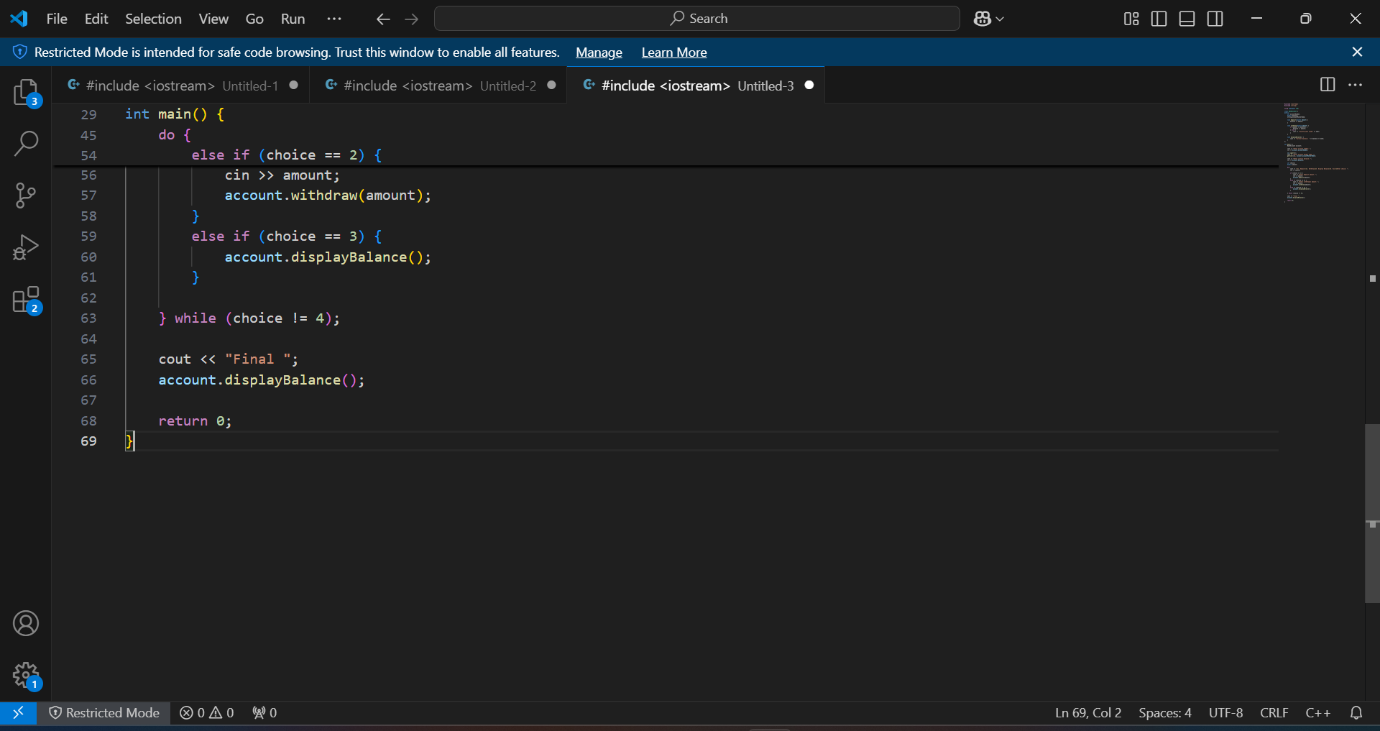 File Edit Selection View Go Run ··· Search
Restricted Mode is intended for safe code browsing. Trust this window to enable all features. Manage Learn More
3 #include <iostream> Untitled-1 #include <iostream> Untitled-2 #include <iostream> Untitled-3
29 int main() {
45 do {
54 else if (choice == 2) {
56 cin >> amount;
57 account.withdraw(amount);
58 }
59 else if (choice == 3) {
60 account.displayBalance();
61 }
62
2
63 } while (choice != 4);
64
65 cout << "Final ";
66 account.displayBalance();
67
68 return 0;
69 }
1
Restricted Mode 0 0 0 Ln 69, Col 2 Spaces: 4 UTF-8 CRLF C++